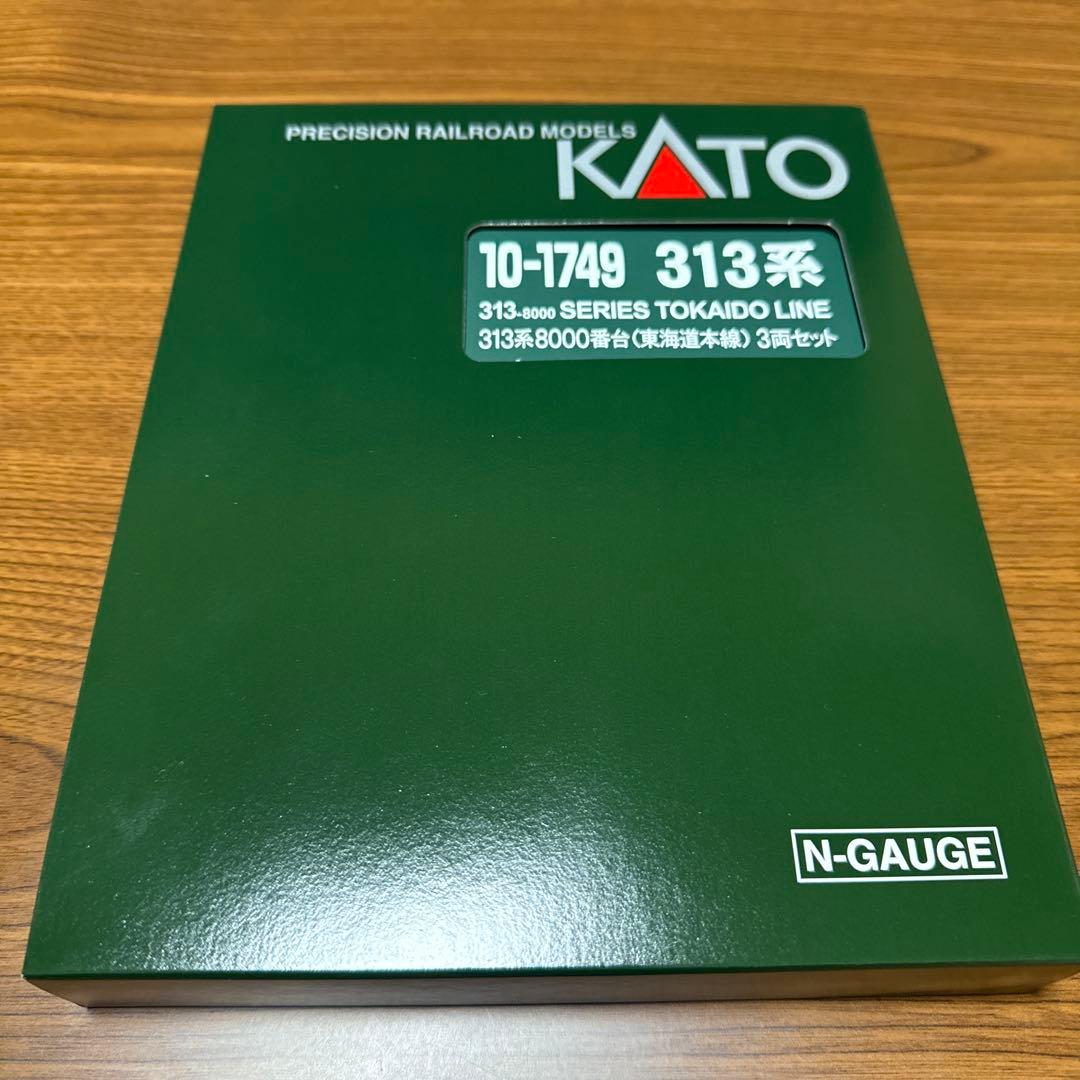 PRECISION RAILROAD MODELS
KATO
10-1749 313系
313-8000 SERIES TOKAIDO LINE
313系8000番台(東海道本線) 3両セット
N-GAUGE